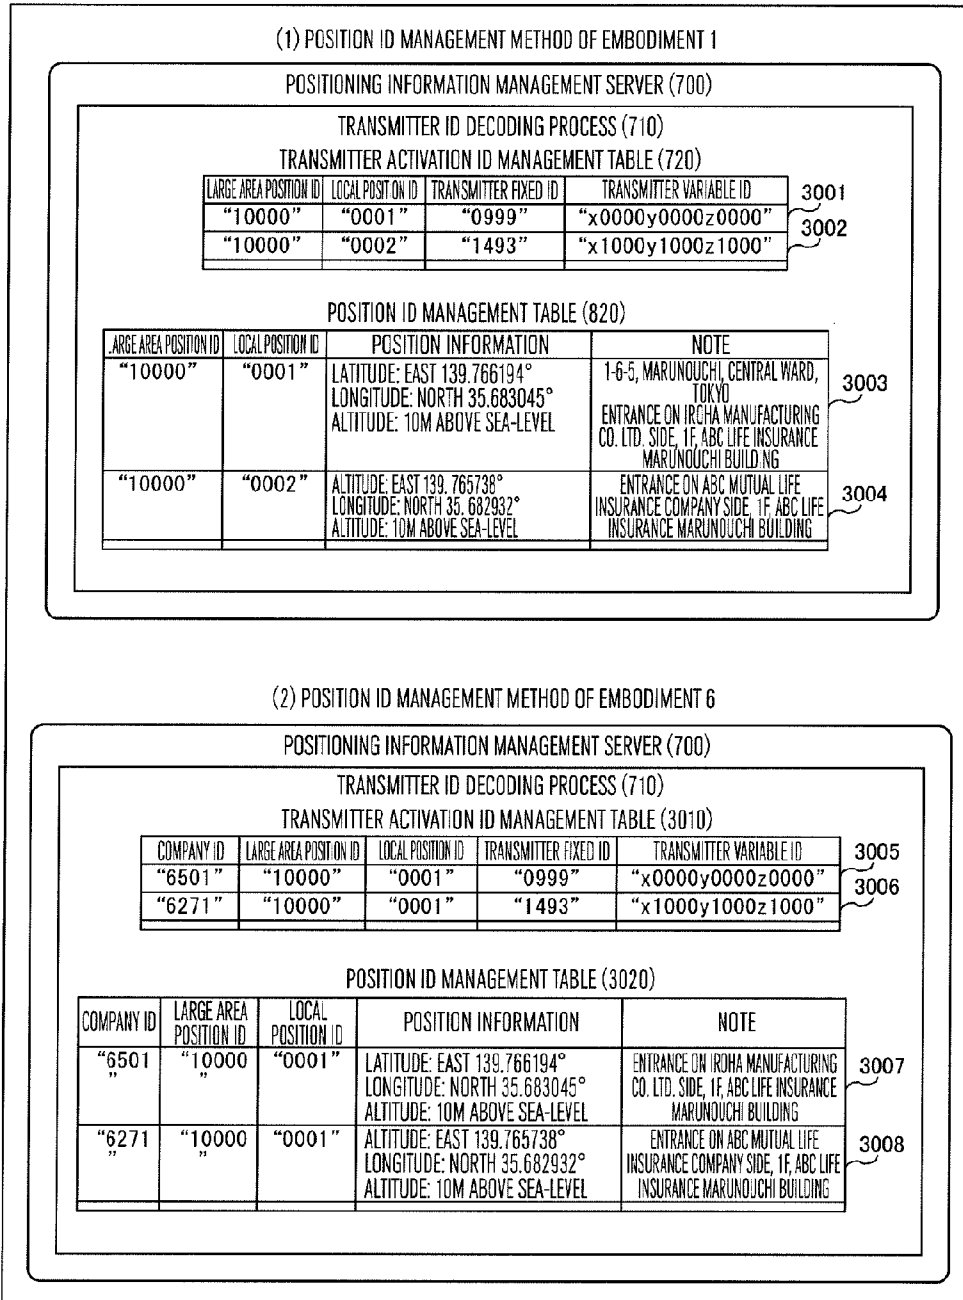 (1) POSITION ID MANAGEMENT METHOD OF EMBODIMENT 1
POSITIONING INFORMATION MANAGEMENT SERVER (700)
TRANSMITTER ID DECODING PROCESS (710)
TRANSMITTER ACTIVATION ID MANAGEMENT TABLE (720)
LARGE AREA POSITION ID LOCAL POSITION ID TRANSMITTER FIXED ID TRANSMITTER VARIABLE ID
"10000" "0001" "0999" "x0000y0000z0000" 3001
"10000" "0002" "1493" "x1000y1000z1000" 3002
POSITION ID MANAGEMENT TABLE (820)
LARGE AREA POSITION ID LOCAL POSITION ID POSITION INFORMATION NOTE
"10000" "0001" LATITUDE: EAST 139.766194° 1-6-5, MARUNOUCHI, CENTRAL WARD,
LONGITUDE: NORTH 35.683045° TOKYO 3003
ALTITUDE: 10M ABOVE SEA-LEVEL ENTRANCE ON IROHA MANUFACTURING
CO. LTD. SIDE, 1F, ABC LIFE INSURANCE
MARUNOUCHI BUILDING
"10000" "0002" ALTITUDE: EAST 139. 765738° ENTRANCE ON ABC MUTUAL LIFE
LONGITUDE: NORTH 35. 682932° INSURANCE COMPANY SIDE, 1F, ABC LIFE 3004
ALTITUDE: 10M ABOVE SEA-LEVEL INSURANCE MARUNOUCHI BUILDING
(2) POSITION ID MANAGEMENT METHOD OF EMBODIMENT 6
POSITIONING INFORMATION MANAGEMENT SERVER (700)
TRANSMITTER ID DECODING PROCESS (710)
TRANSMITTER ACTIVATION ID MANAGEMENT TABLE (3010)
COMPANY ID LARGE AREA POSITION ID LOCAL POSITION ID TRANSMITTER FIXED ID TRANSMITTER VARIABLE ID
"6501" "10000" "0001" "0999" "x0000y0000z0000" 3005
"6271" "10000" "0001" "1493" "x1000y1000z1000" 3006
POSITION ID MANAGEMENT TABLE (3020)
COMPANY ID LARGE AREA POSITION ID LOCAL POSITION ID POSITION INFORMATION NOTE
"6501" "10000" "0001" LATITUDE: EAST 139.766194° ENTRANCE ON IROHA MANUFACTURING
LONGITUDE: NORTH 35.683045° CO. LTD. SIDE, 1F, ABC LIFE INSURANCE 3007
ALTITUDE: 10M ABOVE SEA-LEVEL MARUNOUCHI BUILDING
"6271" "10000" "0001" ALTITUDE: EAST 139.765738° ENTRANCE ON ABC MUTUAL LIFE
LONGITUDE: NORTH 35.682932° INSURANCE COMPANY SIDE, 1F, ABC LIFE 3008
ALTITUDE: 10M ABOVE SEA-LEVEL INSURANCE MARUNOUCHI BUILDING